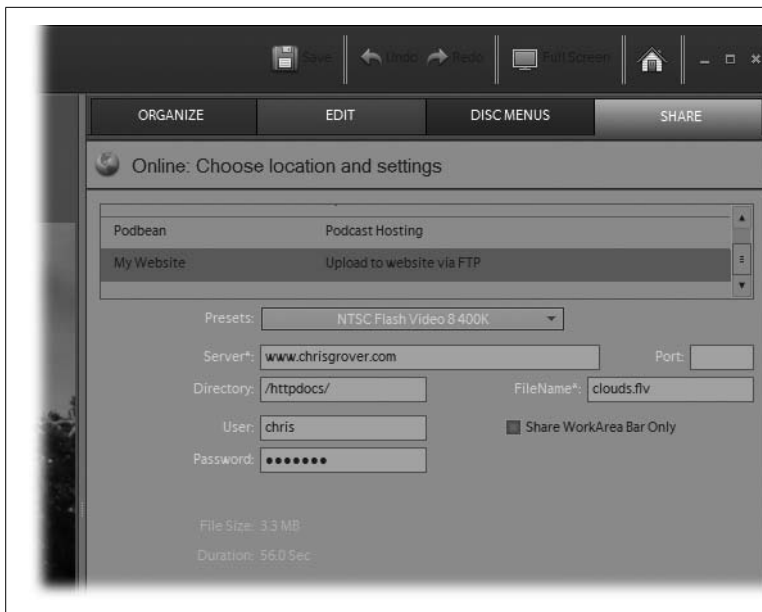 Save Undo Redo Full Screen
ORGANIZE EDIT DISC MENUS SHARE
Online: Choose location and settings
Podbean Podcast Hosting
My Website Upload to website via FTP
Presets: NTSC Flash Video 8 400K
Server*: www.chrisgrover.com Port:
Directory: /httpdocs/ FileName*: clouds.flv
User: chris Share WorkArea Bar Only
Password: •••••••
File Size: 3.3 MB
Duration: 56.0 Sec